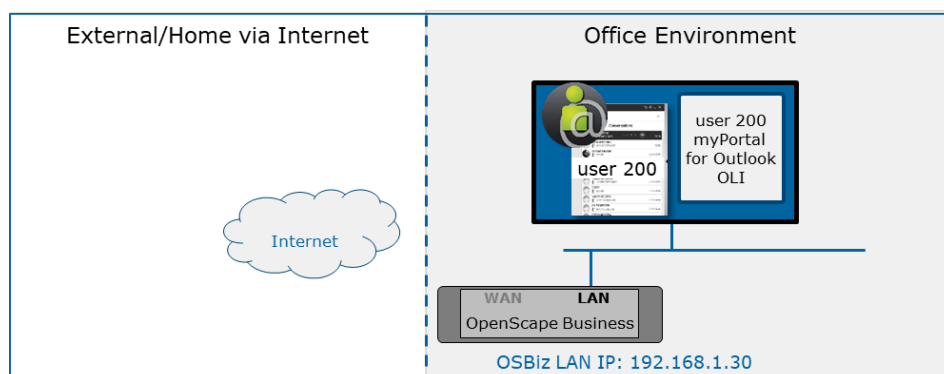 External/Home via Internet
Office Environment
@
user 200
user 200
myPortal
for Outlook
OLI
Internet
WAN LAN
OpenScape Business
OSBiz LAN IP: 192.168.1.30